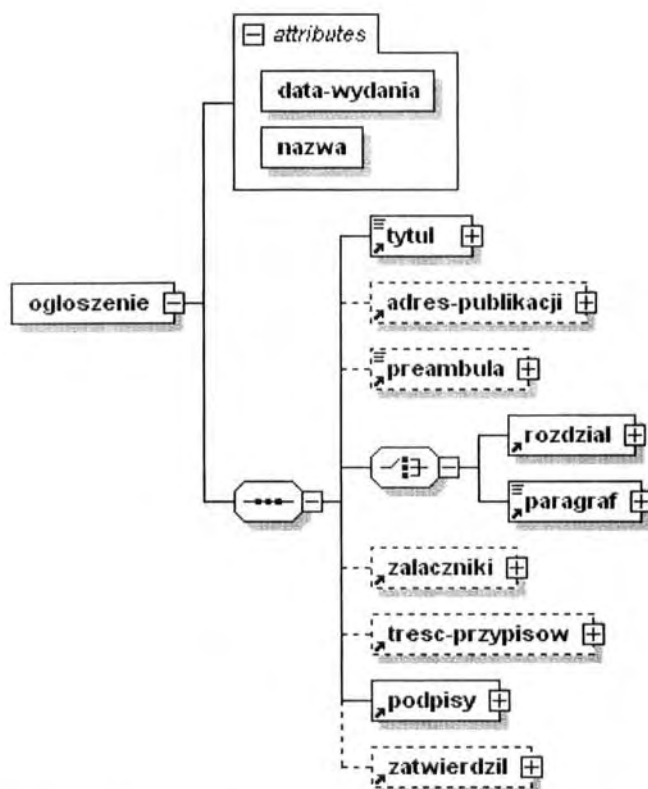 attributes
data-wydania
nazwa
ogloszenie
tytul
adres-publikacji
preambula
rozdzial
paragraf
zalaczniki
tresc-przypisow
podpisy
zatwierdzil